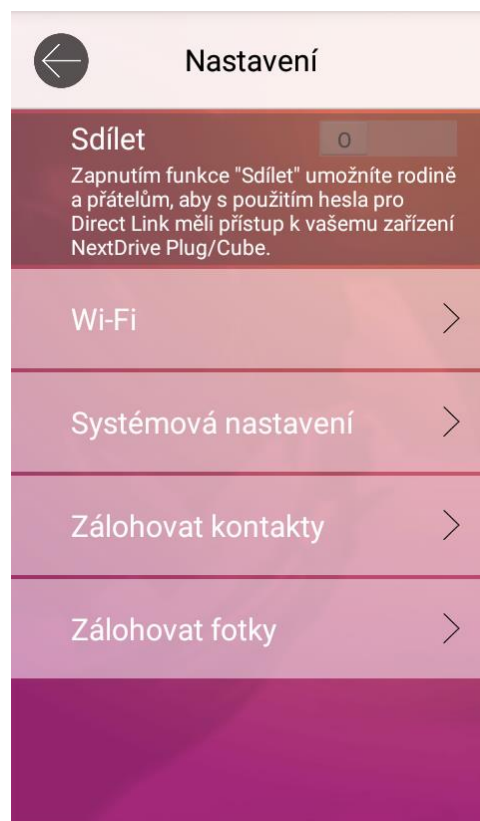 Nastavení
Sdílet
O
Zapnutím funkce "Sdílet" umožníte rodině
a přátelům, aby s použitím hesla pro
Direct Link měli přístup k vašemu zařízení
NextDrive Plug/Cube.
Wi-Fi
Systémová nastavení
Zálohovat kontakty
Zálohovat fotky